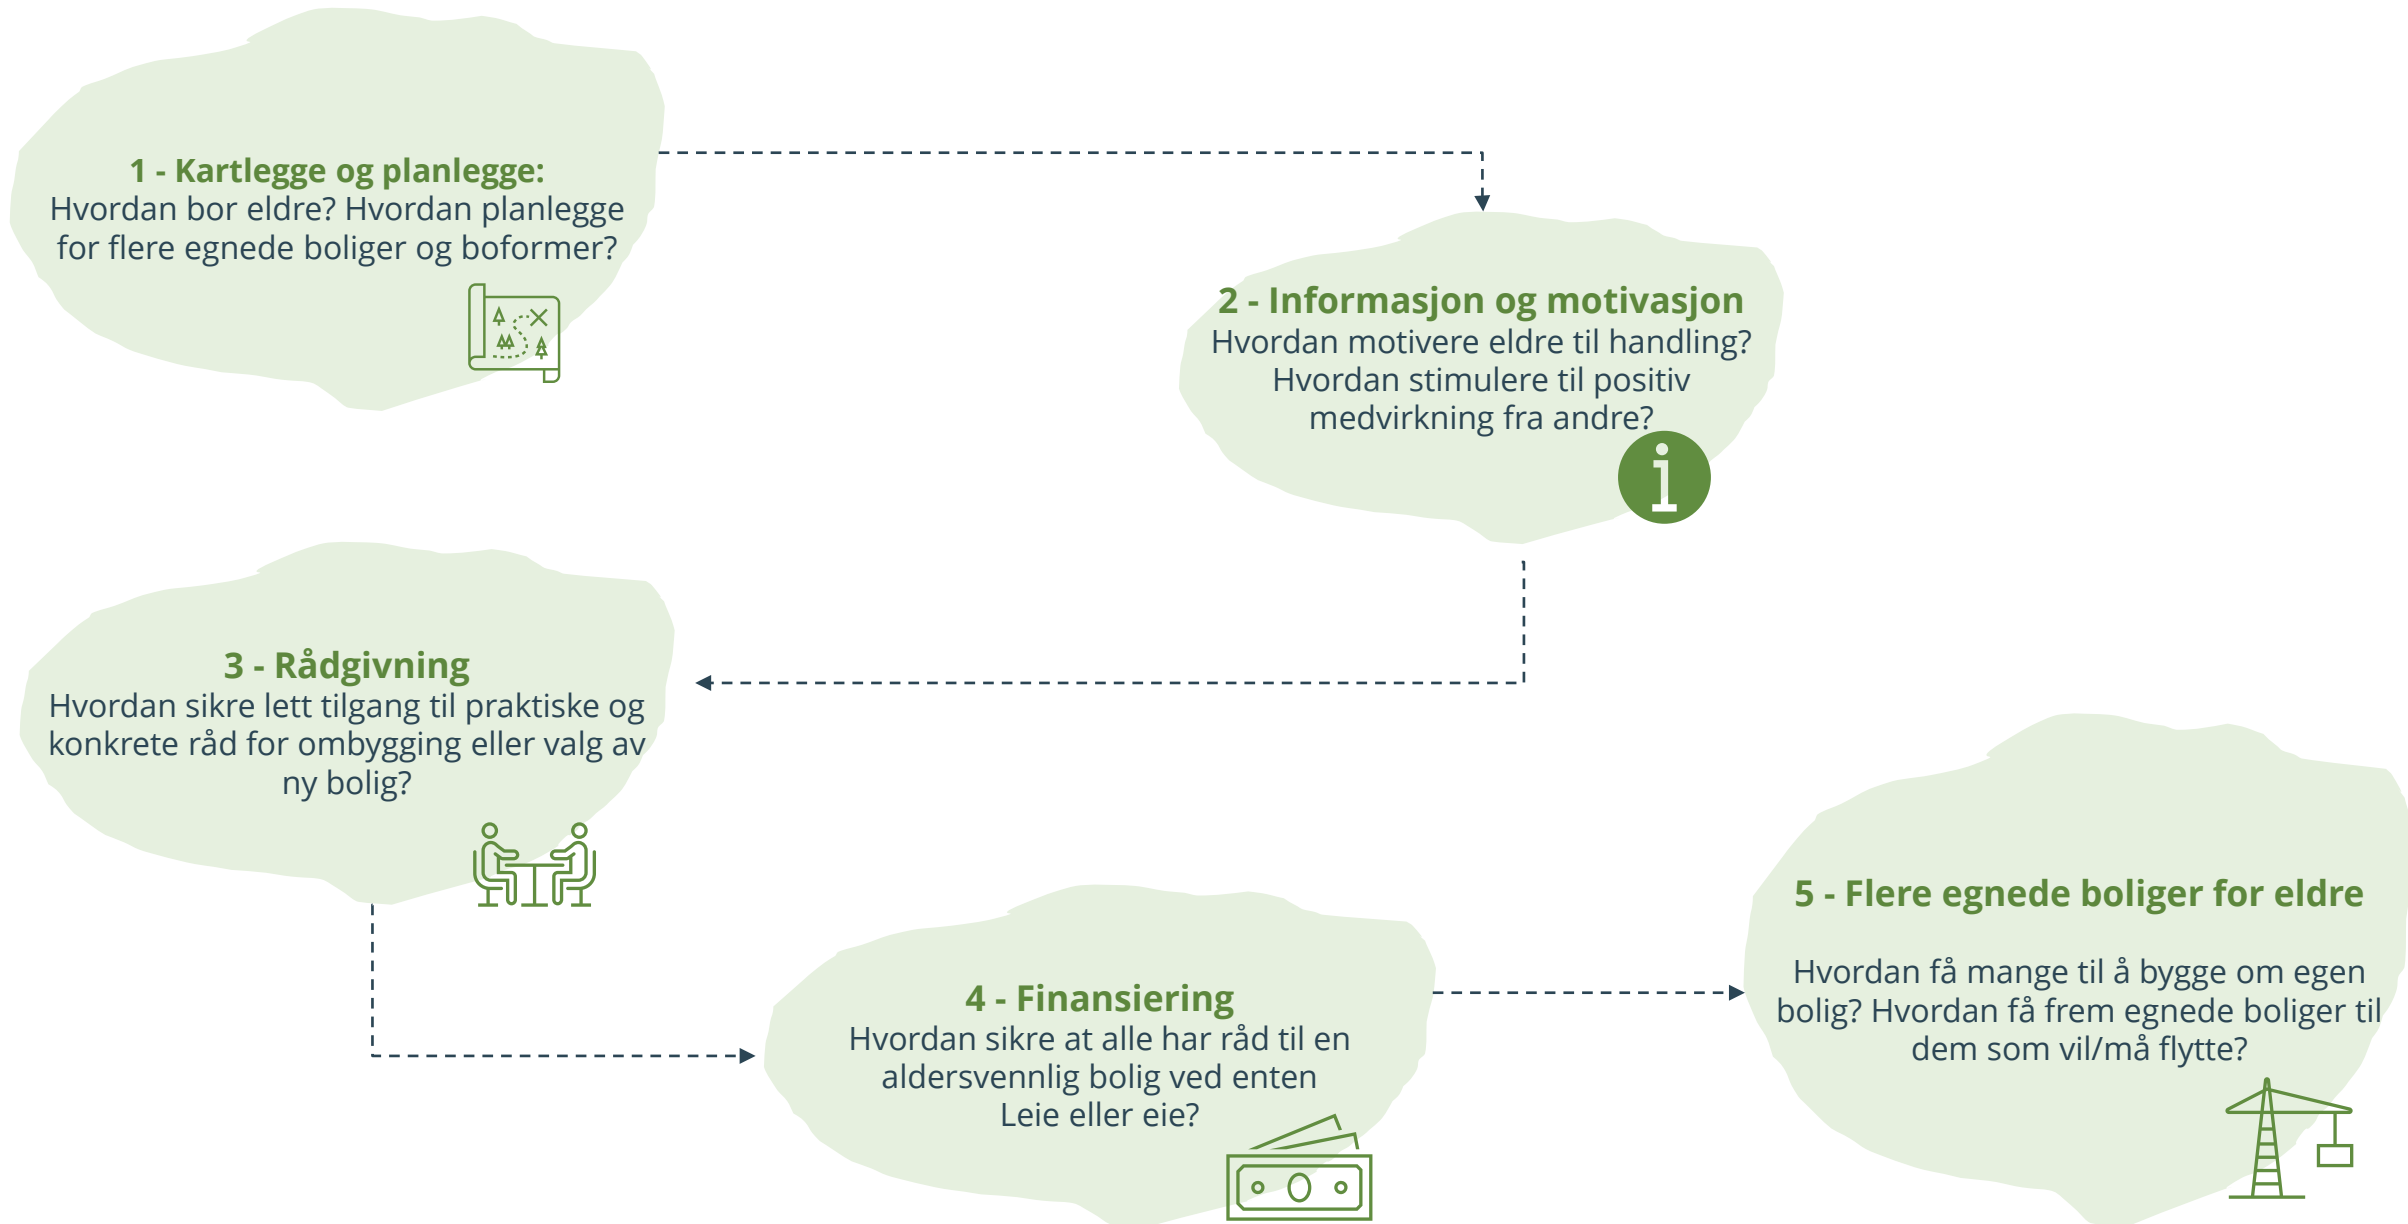 1 - Kartlegge og planlegge:
Hvordan bor eldre? Hvordan planlegge
for flere egnede boliger og boformer?
2 - Informasjon og motivasjon
Hvordan motivere eldre til handling?
Hvordan stimulere til positiv
medvirkning fra andre?
3 - Rådgivning
Hvordan sikre lett tilgang til praktiske og
konkrete råd for ombygging eller valg av
ny bolig?
4 - Finansiering
Hvordan sikre at alle har råd til en
aldersvennlig bolig ved enten
Leie eller eie?
5 - Flere egnede boliger for eldre
Hvordan få mange til å bygge om egen
bolig? Hvordan få frem egnede boliger til
dem som vil/må flytte?